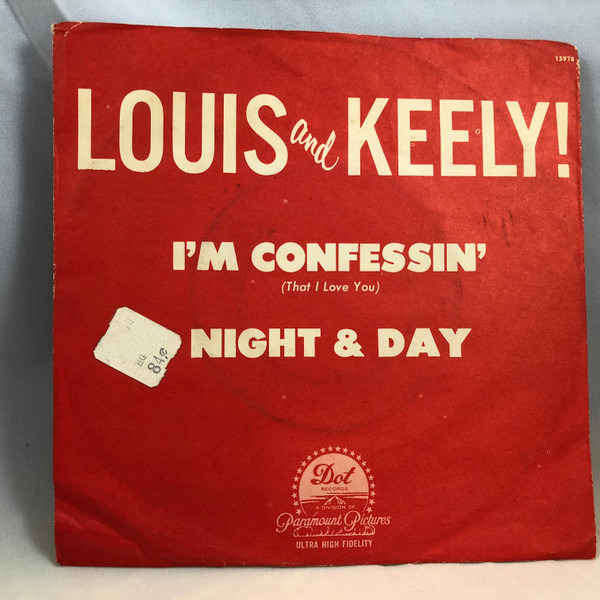 15978
LOUIS and KEELY!
I'M CONFESSIN'
(That I Love You)
HG
84¢
NIGHT & DAY
Dot
RECORDS
A DIVISION OF
Paramount Pictures
ULTRA HIGH FIDELITY